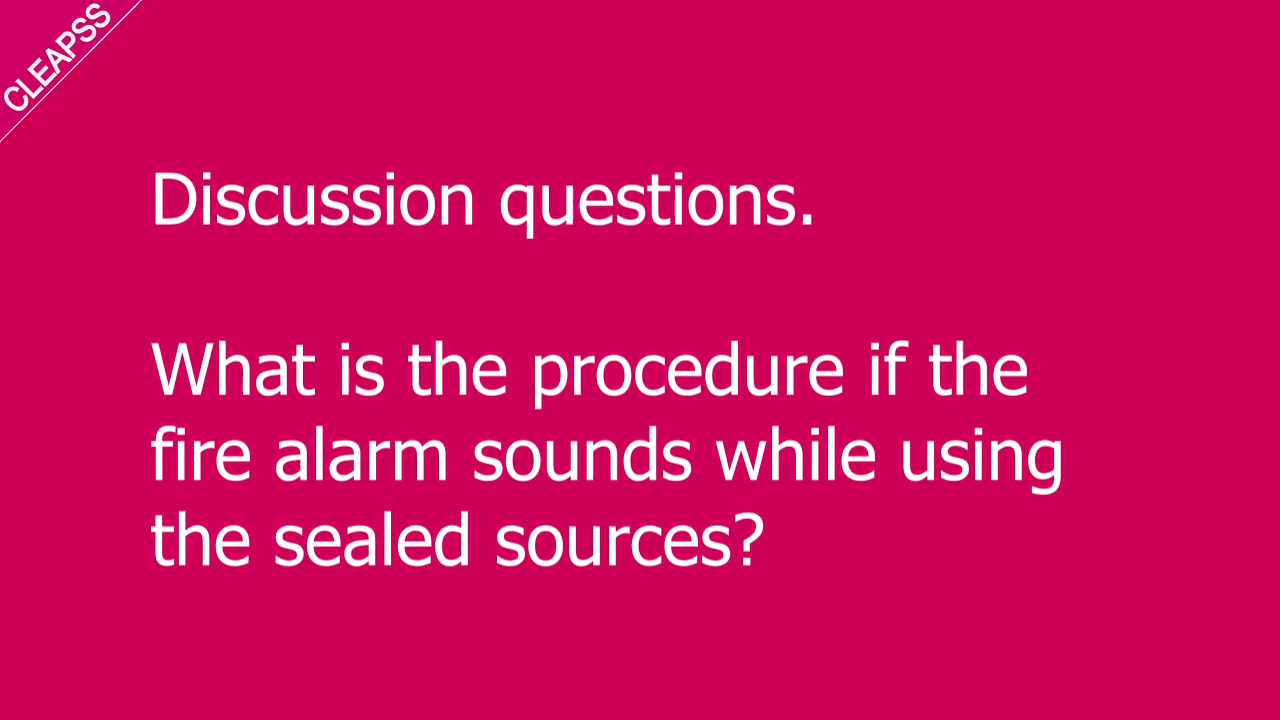 CLEAPSS
Discussion questions.
What is the procedure if the
fire alarm sounds while using
the sealed sources?